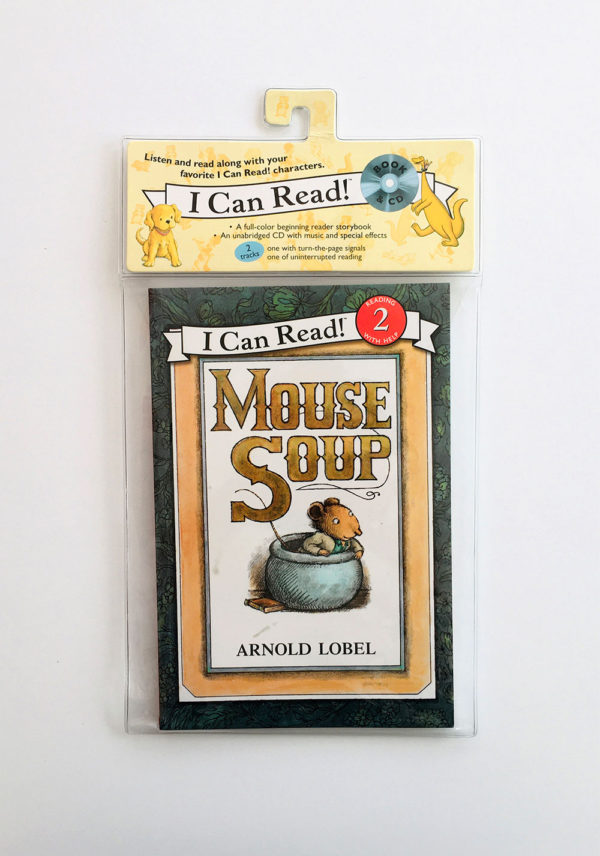 Listen and read along with your
favorite I Can Read! characters.
I Can Read!™
BOOK
& CD
• A full-color beginning reader storybook
• An unabridged CD with music and special effects
2
tracks
one with turn-the-page signals
one of uninterrupted reading
I Can Read!™
READING
2
WITH HELP
MOUSE
SOUP
ARNOLD LOBEL